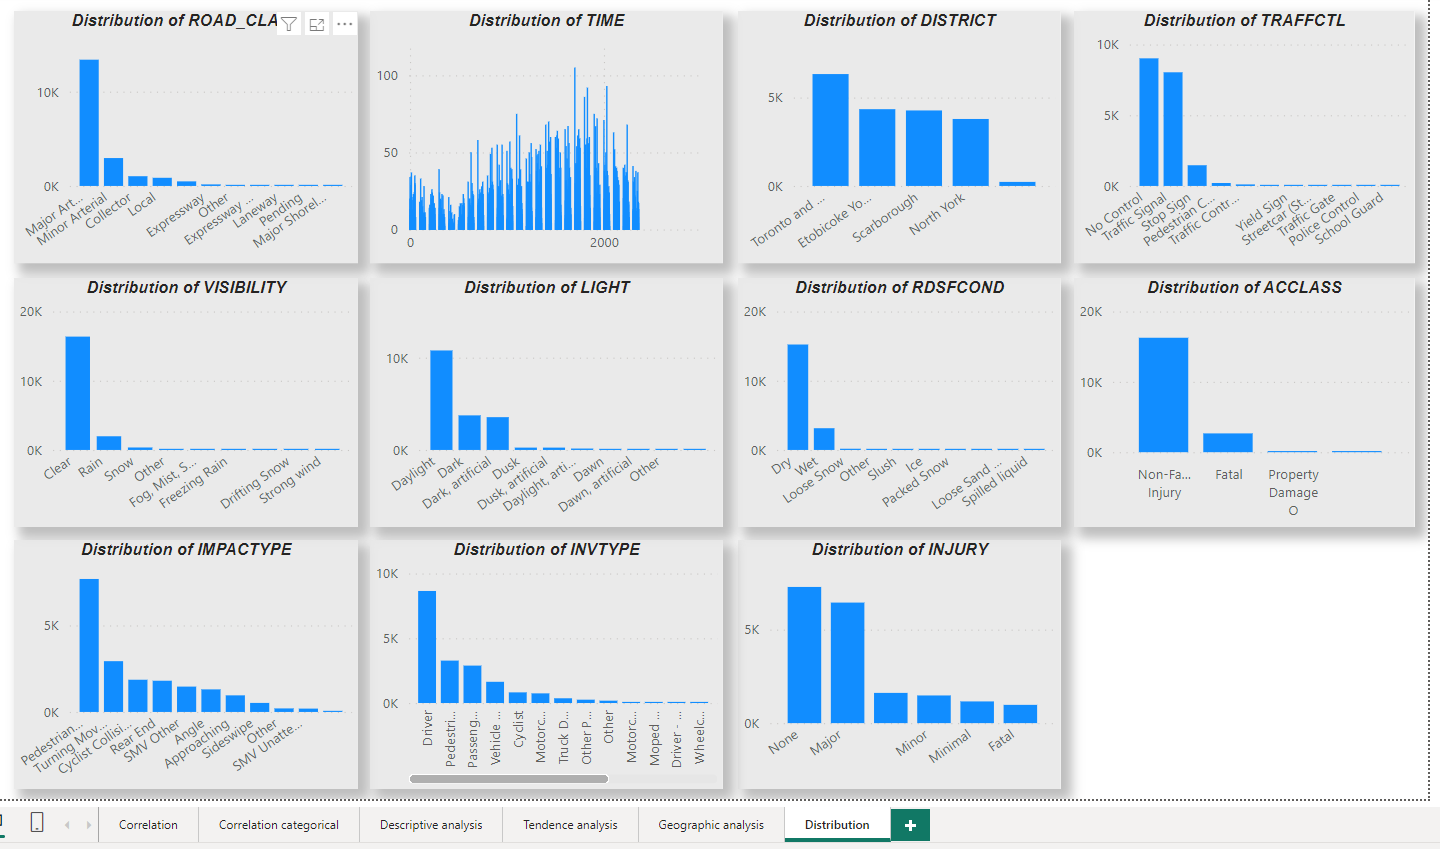 Distribution of ROAD_CLA
10K
0K
Major Art...
Minor Arterial
Collector
Local
Expressway
Other
Expressway ...
Laneway
Pending
Major Shorel...
Distribution of TIME
100
50
0
0
2000
Distribution of DISTRICT
5K
0K
Toronto and ...
Etobicoke Yo...
Scarborough
North York
Distribution of TRAFFCTL
10K
5K
0K
No Control
Traffic Signal
Stop Sign
Pedestrian C...
Traffic Contr...
Yield Sign
Streetcar (St...
Traffic Gate
Police Control
School Guard
Distribution of VISIBILITY
20K
10K
0K
Clear
Rain
Snow
Other
Fog, Mist, S...
Freezing Rain
Drifting Snow
Strong wind
Distribution of LIGHT
10K
0K
Daylight
Dark
Dark, artificial
Dusk
Dusk, artificial
Daylight, arti...
Dawn
Dawn, artificial
Other
Distribution of RDSFCOND
20K
10K
0K
Dry
Wet
Loose Snow
Other
Slush
Ice
Packed Snow
Loose Sand ...
Spilled liquid
Distribution of ACCLASS
20K
10K
0K
Non-Fa...
Injury
Fatal
Property
Damage
O
Distribution of IMPACTYPE
5K
0K
Pedestrian...
Turning Mov...
Cyclist Collisi...
Rear End
SMV Other
Angle
Approaching
Sideswipe
Other
SMV Unatte...
Distribution of INVTYPE
10K
5K
0K
Driver
Pedestri...
Passeng...
Vehicle ...
Cyclist
Motorc...
Truck D...
Other P...
Other
Motorc...
Moped ...
Driver - ...
Wheelc...
Distribution of INJURY
5K
0K
None
Major
Minor
Minimal
Fatal
Correlation
Correlation categorical
Descriptive analysis
Tendence analysis
Geographic analysis
Distribution